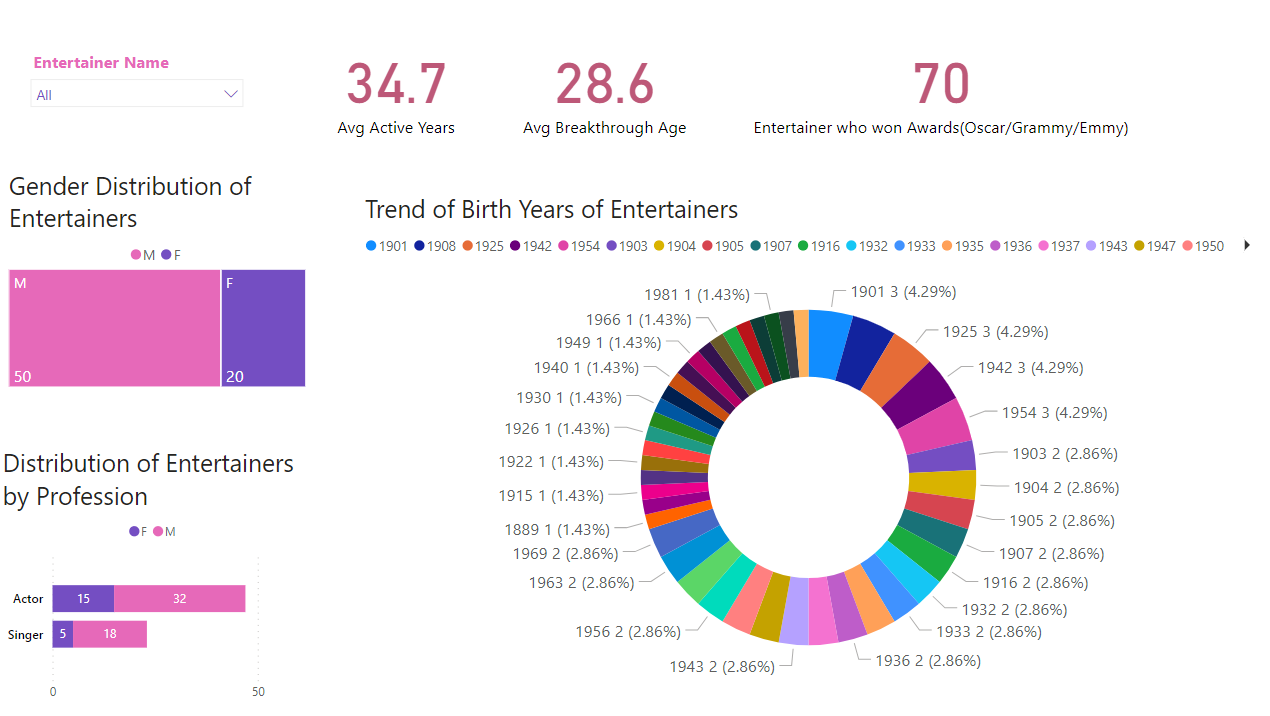 Entertainer Name
All
34.7
Avg Active Years
28.6
Avg Breakthrough Age
70
Entertainer who won Awards(Oscar/Grammy/Emmy)
Gender Distribution of
Entertainers
M F
M
50
F
20
Distribution of Entertainers
by Profession
F M
Actor 15 32
Singer 5 18
0 50
Trend of Birth Years of Entertainers
1901 1908 1925 1942 1954 1903 1904 1905 1907 1916 1932 1933 1935 1936 1937 1943 1947 1950
1901 3 (4.29%)
1925 3 (4.29%)
1942 3 (4.29%)
1954 3 (4.29%)
1903 2 (2.86%)
1904 2 (2.86%)
1905 2 (2.86%)
1907 2 (2.86%)
1916 2 (2.86%)
1932 2 (2.86%)
1933 2 (2.86%)
1936 2 (2.86%)
1943 2 (2.86%)
1956 2 (2.86%)
1963 2 (2.86%)
1969 2 (2.86%)
1889 1 (1.43%)
1915 1 (1.43%)
1922 1 (1.43%)
1926 1 (1.43%)
1930 1 (1.43%)
1940 1 (1.43%)
1949 1 (1.43%)
1966 1 (1.43%)
1981 1 (1.43%)